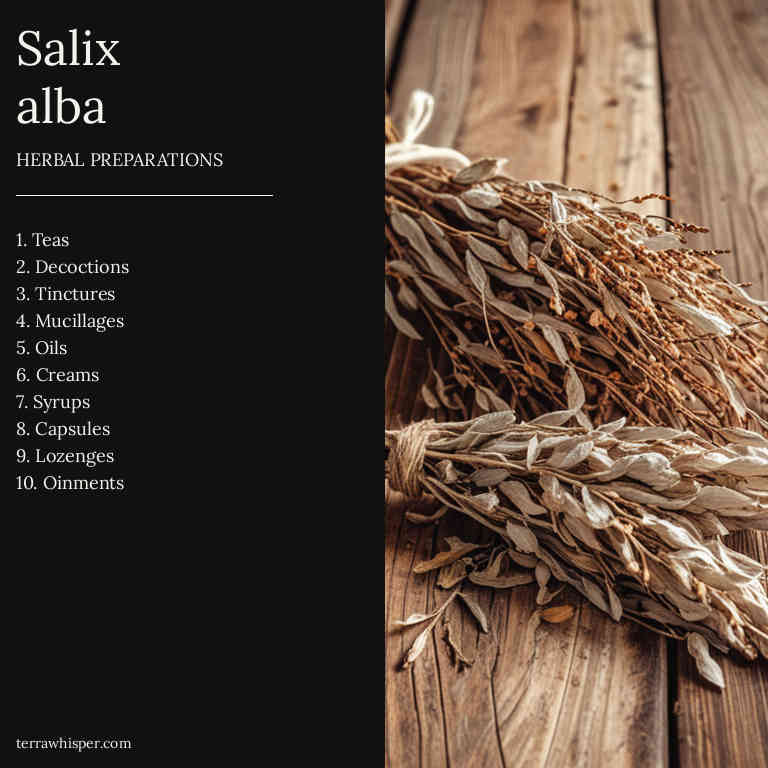 Salix
alba
HERBAL PREPARATIONS
1. Teas
2. Decoctions
3. Tinctures
4. Mucillages
5. Oils
6. Creams
7. Syrups
8. Capsules
9. Lozenges
10. Oinments
terrawhisper.com